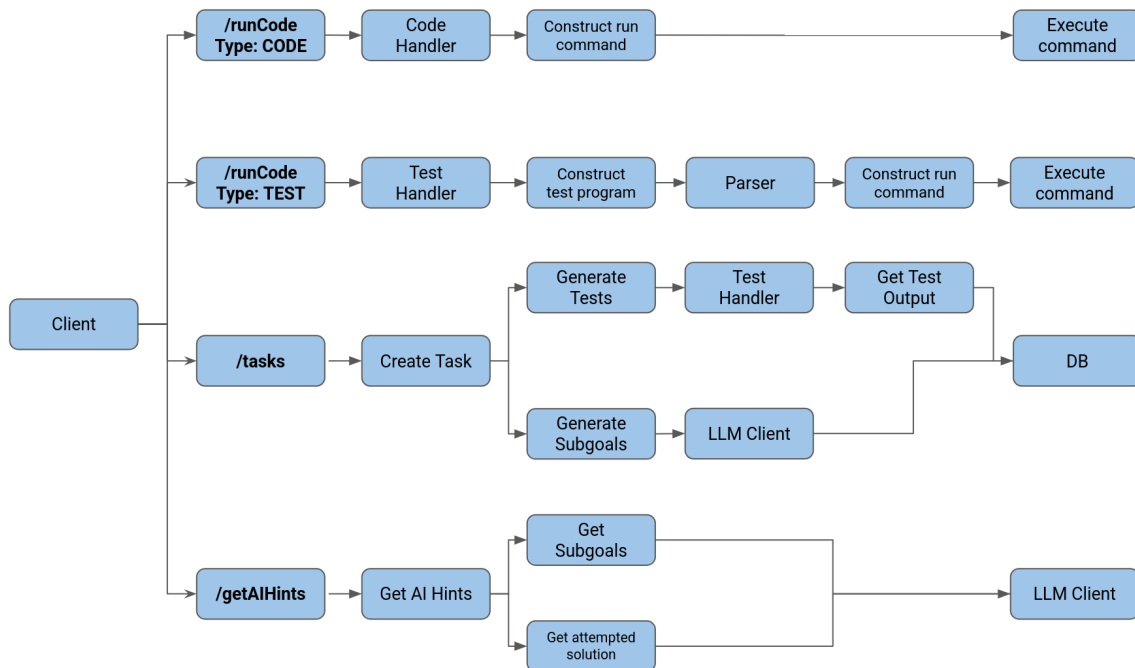 /runCode
Type: CODE
Code
Handler
Construct run
command
Execute
command
/runCode
Type: TEST
Test
Handler
Construct
test program
Parser
Construct run
command
Execute
command
Client
/tasks
Create Task
Generate
Tests
Test
Handler
Get Test
Output
Generate
Subgoals
LLM Client
DB
/getAIHints
Get AI Hints
Get
Subgoals
Get attempted
solution
LLM Client